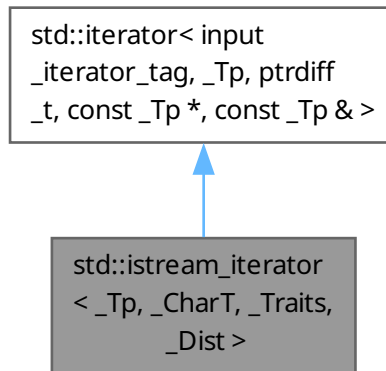 std::iterator< input
_iterator_tag, _Tp, ptrdiff
_t, const _Tp *, const _Tp & >
std::istream_iterator
< _Tp, _CharT, _Traits,
_Dist >